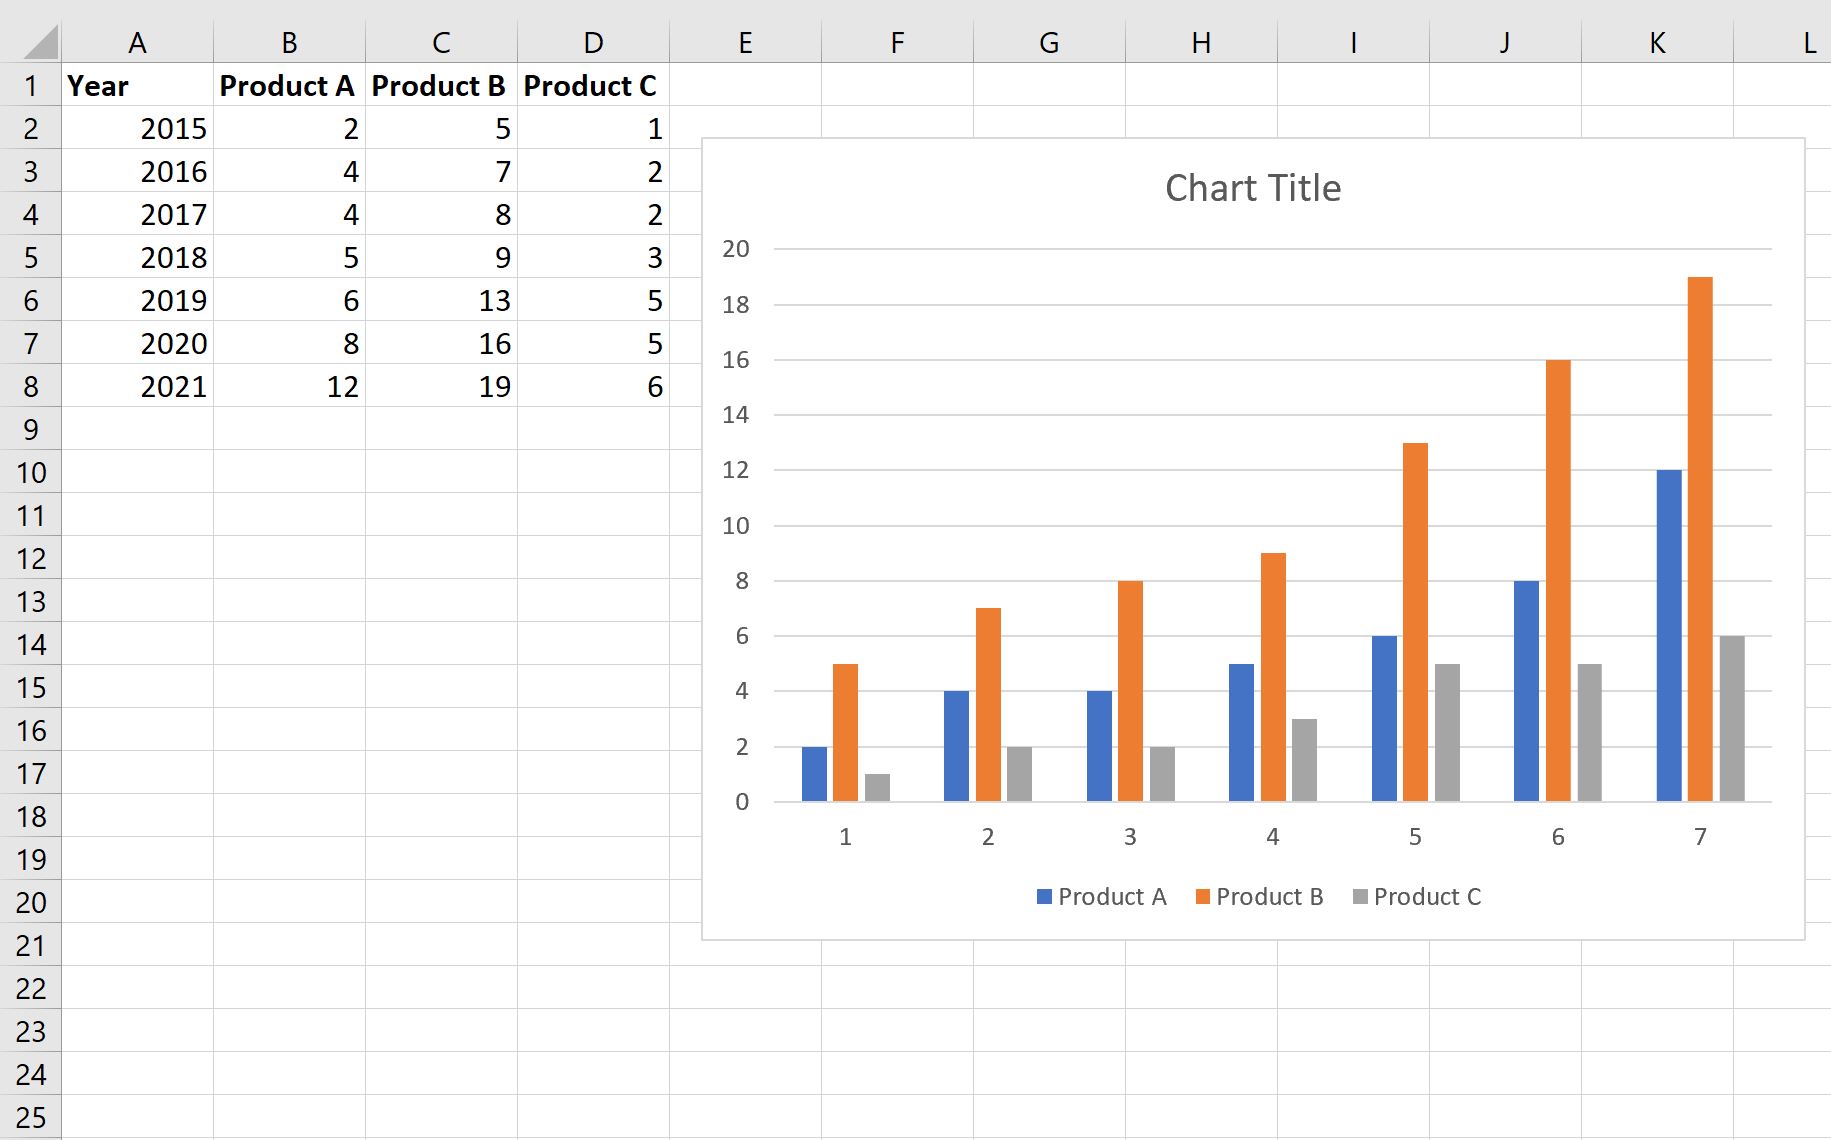 A B C D E F G H I J K L
1 Year Product A Product B Product C
2 2015 2 5 1
3 2016 4 7 2
4 2017 4 8 2
5 2018 5 9 3
6 2019 6 13 5
7 2020 8 16 5
8 2021 12 19 6
9
10
11
12
13
14
15
16
17
18
19
20
21
22
23
24
25
Chart Title
20
18
16
14
12
10
8
6
4
2
0
1 2 3 4 5 6 7
Product A Product B Product C